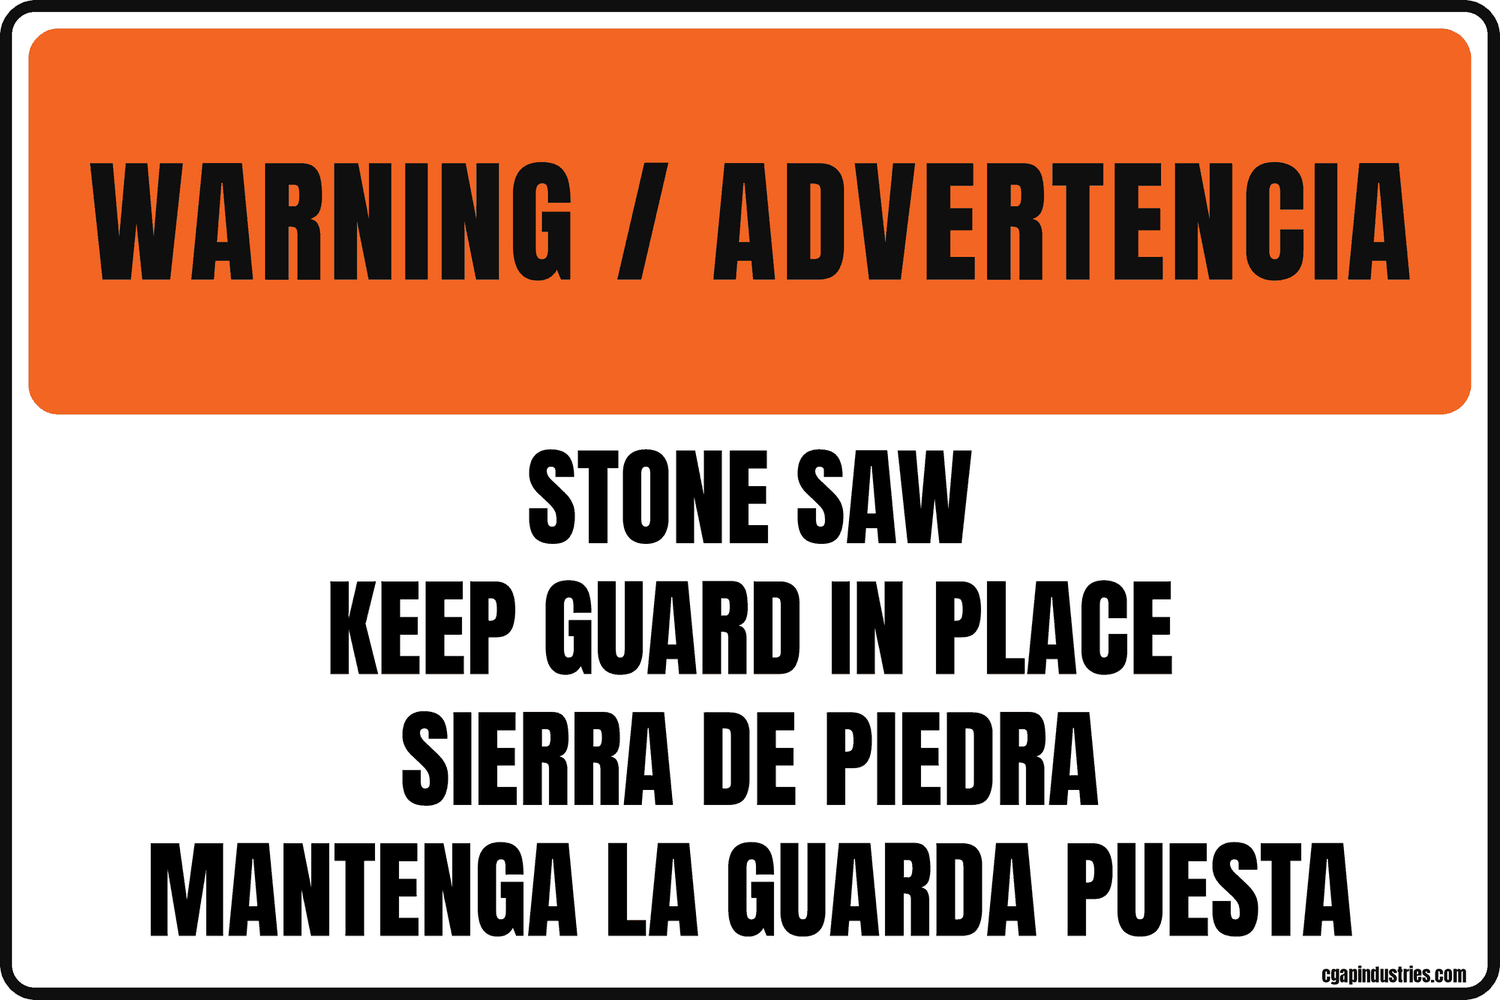 WARNING / ADVERTENCIA
STONE SAW
KEEP GUARD IN PLACE
SIERRA DE PIEDRA
MANTENGA LA GUARDA PUESTA
cgapindustries.com